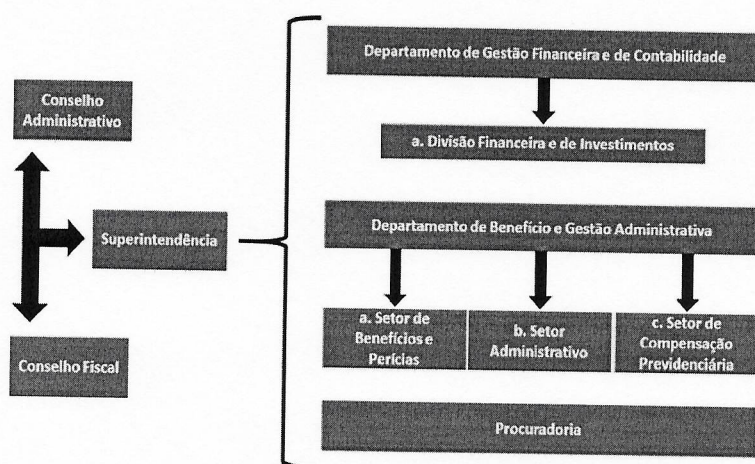 Departamento de Gestão Financeira e de Contabilidade
Conselho
Administrativo
a. Divisão Financeira e de Investimentos
Superintendência
Departamento de Benefício e Gestão Administrativa
a. Setor de
Benefícios e
Perícias
b. Setor
Administrativo
c. Setor de
Compensação
Previdenciária
Conselho Fiscal
Procuradoria